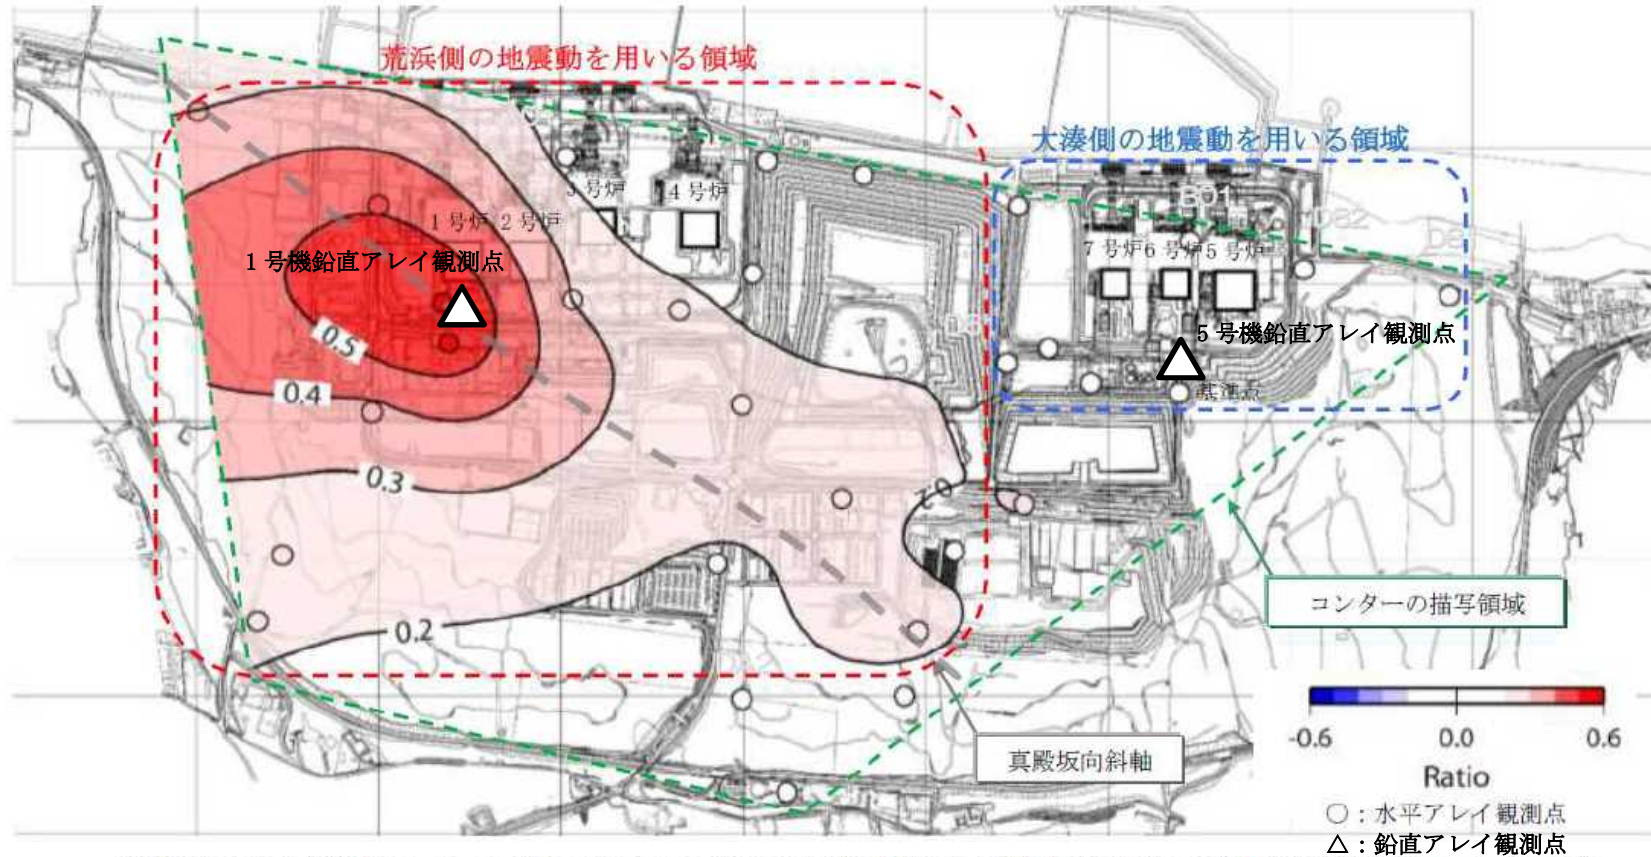 荒浜側の地震動を用いる領域
大湊側の地震動を用いる領域
3号炉
4号炉
1号炉 2号炉
7号炉 6号炉 5号炉
1号機鉛直アレイ観測点
5号機鉛直アレイ観測点
基準点
0.5
0.4
0.3
0.2
0.2
コンターの描写領域
真殿坂向斜軸
-0.6 0.0 0.6
Ratio
○：水平アレイ観測点
△：鉛直アレイ観測点